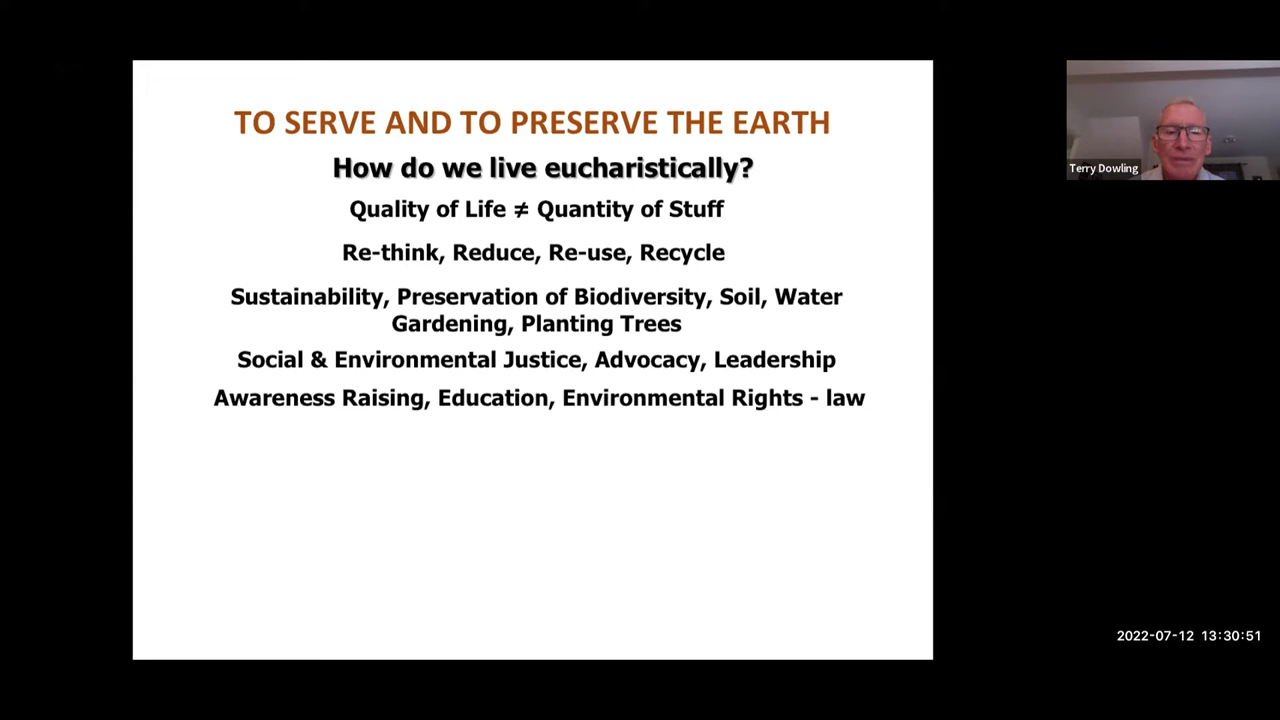 TO SERVE AND TO PRESERVE THE EARTH
How do we live eucharistically?
Quality of Life ≠ Quantity of Stuff
Re-think, Reduce, Re-use, Recycle
Sustainability, Preservation of Biodiversity, Soil, Water
Gardening, Planting Trees
Social & Environmental Justice, Advocacy, Leadership
Awareness Raising, Education, Environmental Rights - law
Terry Dowling
2022-07-12 13:30:51